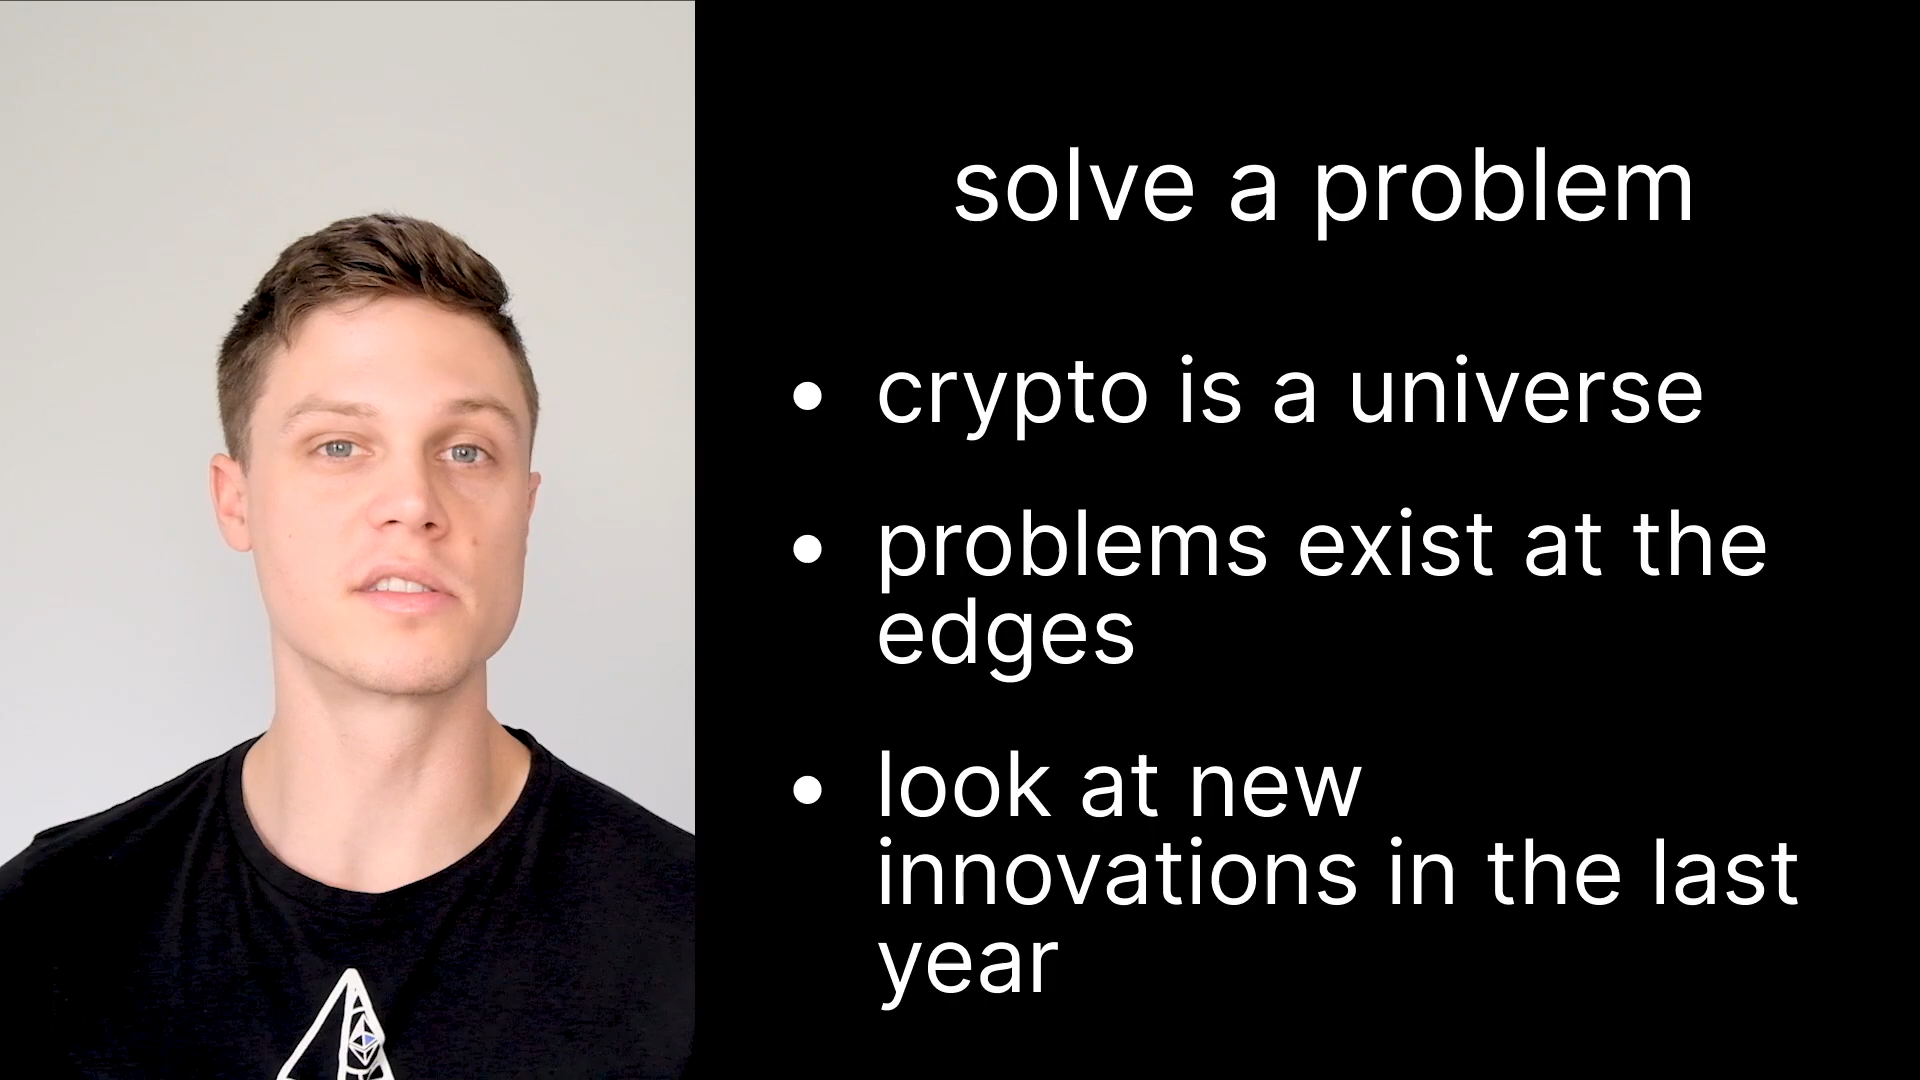 solve a problem
• crypto is a universe
• problems exist at the
edges
• look at new
innovations in the last
year